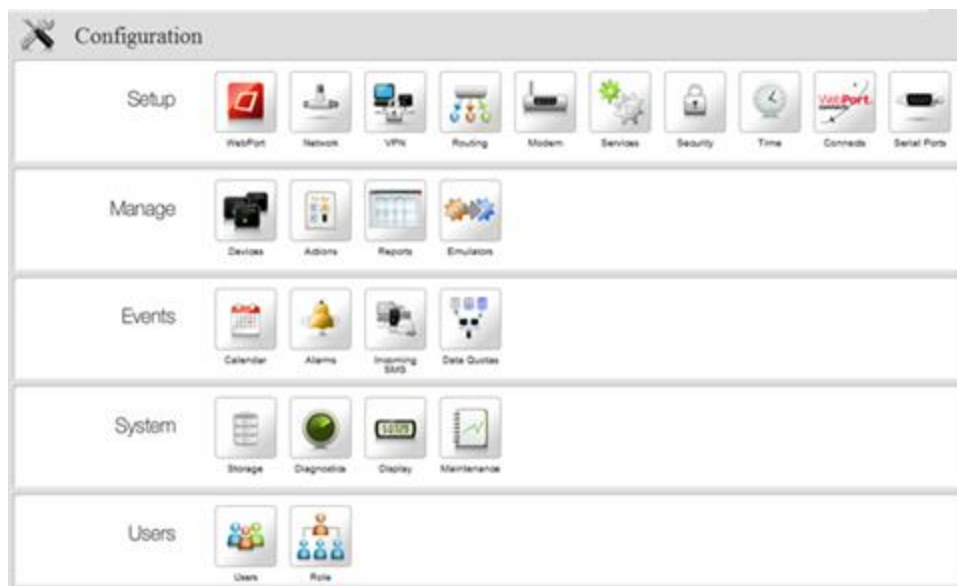 Configuration
Setup
WebPort Network VPN Routing Modem Services Security Time Connects Serial Ports
Manage
Devices Actions Reports Emulators
Events
Calendar Alarms Incoming SMS Data Quotas
System
Storage Diagnostics Display Maintenance
Users
Users Role